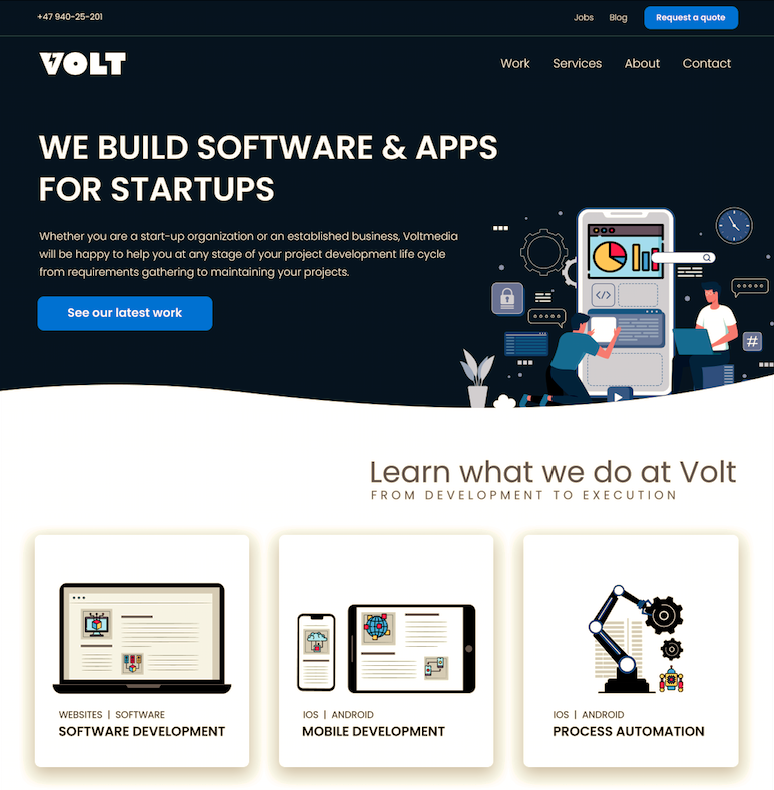 +47 940-25-201
Jobs Blog Request a quote
VOLT
Work Services About Contact
WE BUILD SOFTWARE & APPS
FOR STARTUPS
Whether you are a start-up organization or an established business, Voltmedia
will be happy to help you at any stage of your project development life cycle
from requirements gathering to maintaining your projects.
See our latest work
</>
#
Learn what we do at Volt
FROM DEVELOPMENT TO EXECUTION
WEBSITES | SOFTWARE
SOFTWARE DEVELOPMENT
IOS | ANDROID
MOBILE DEVELOPMENT
IOS | ANDROID
PROCESS AUTOMATION